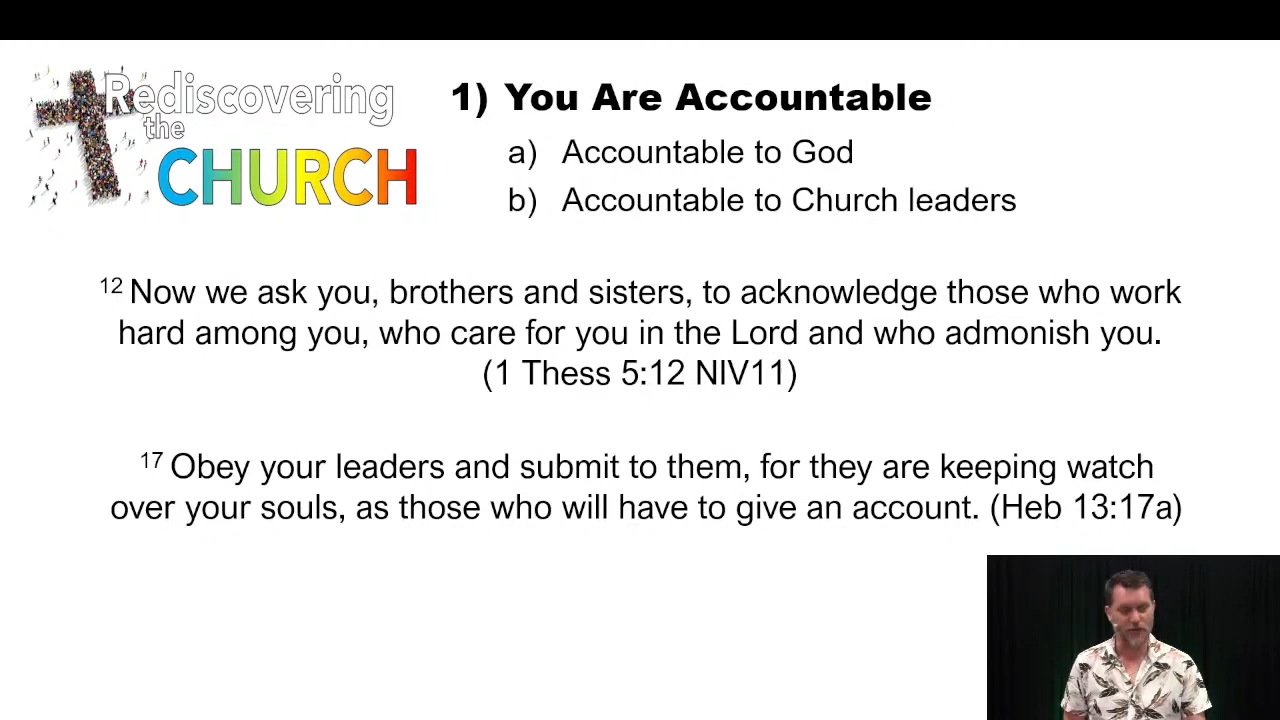 Rediscovering
the
CHURCH
1) You Are Accountable
a) Accountable to God
b) Accountable to Church leaders
12 Now we ask you, brothers and sisters, to acknowledge those who work
hard among you, who care for you in the Lord and who admonish you.
(1 Thess 5:12 NIV11)
17 Obey your leaders and submit to them, for they are keeping watch
over your souls, as those who will have to give an account. (Heb 13:17a)